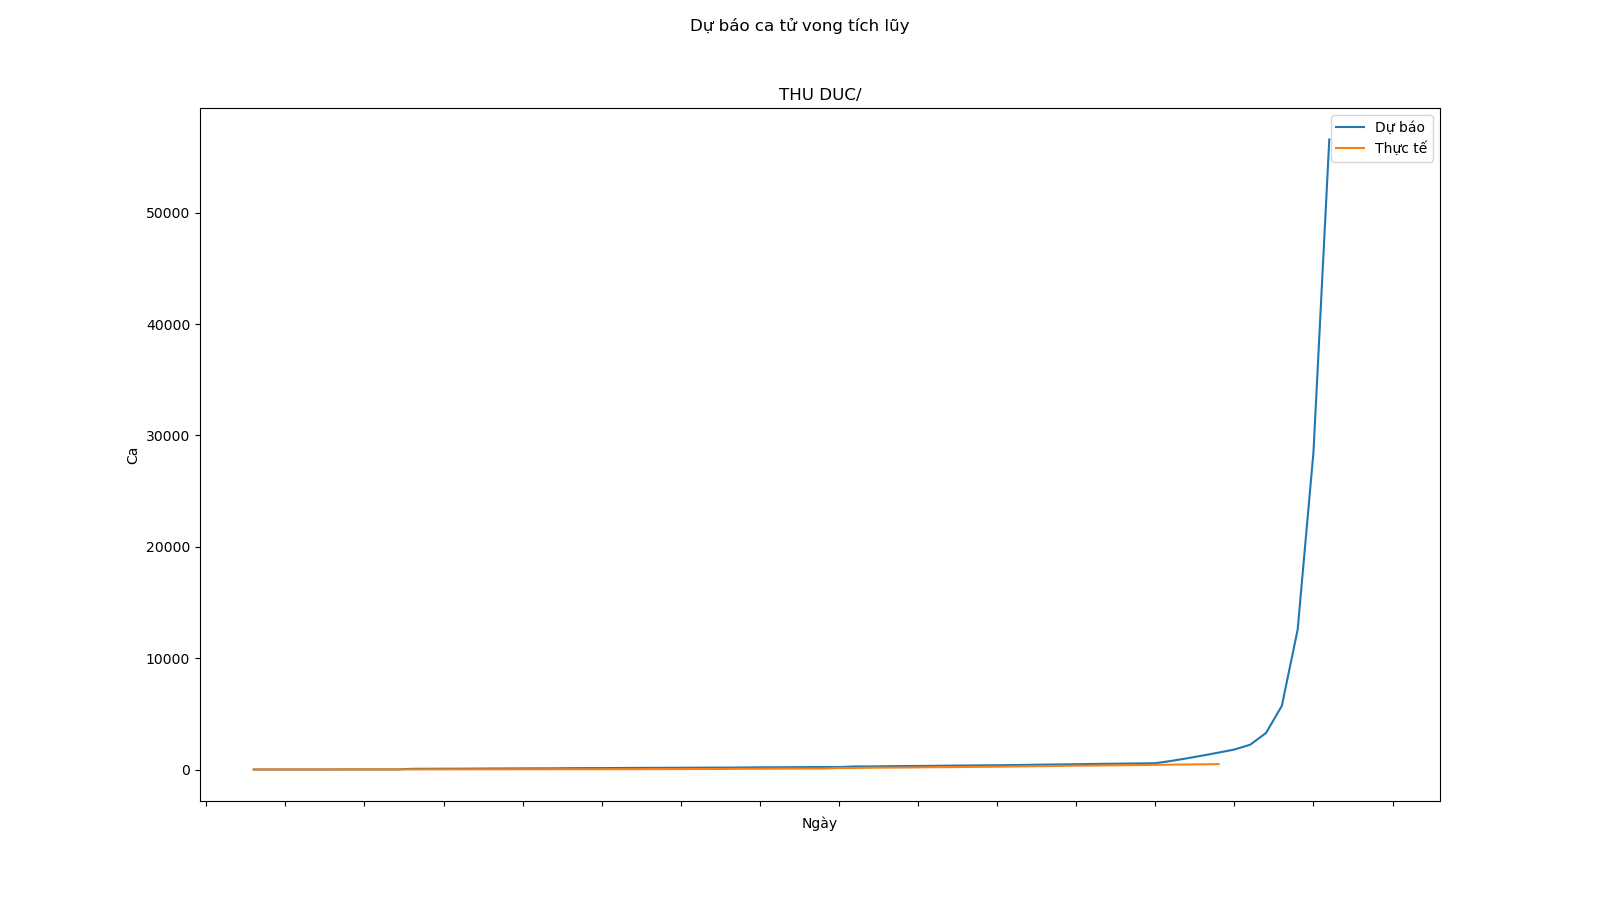 Dự báo ca tử vong tích lũy
THU DUC/
Dự báo
Thực tế
50000
40000
30000
20000
10000
0
Ca
Ngày